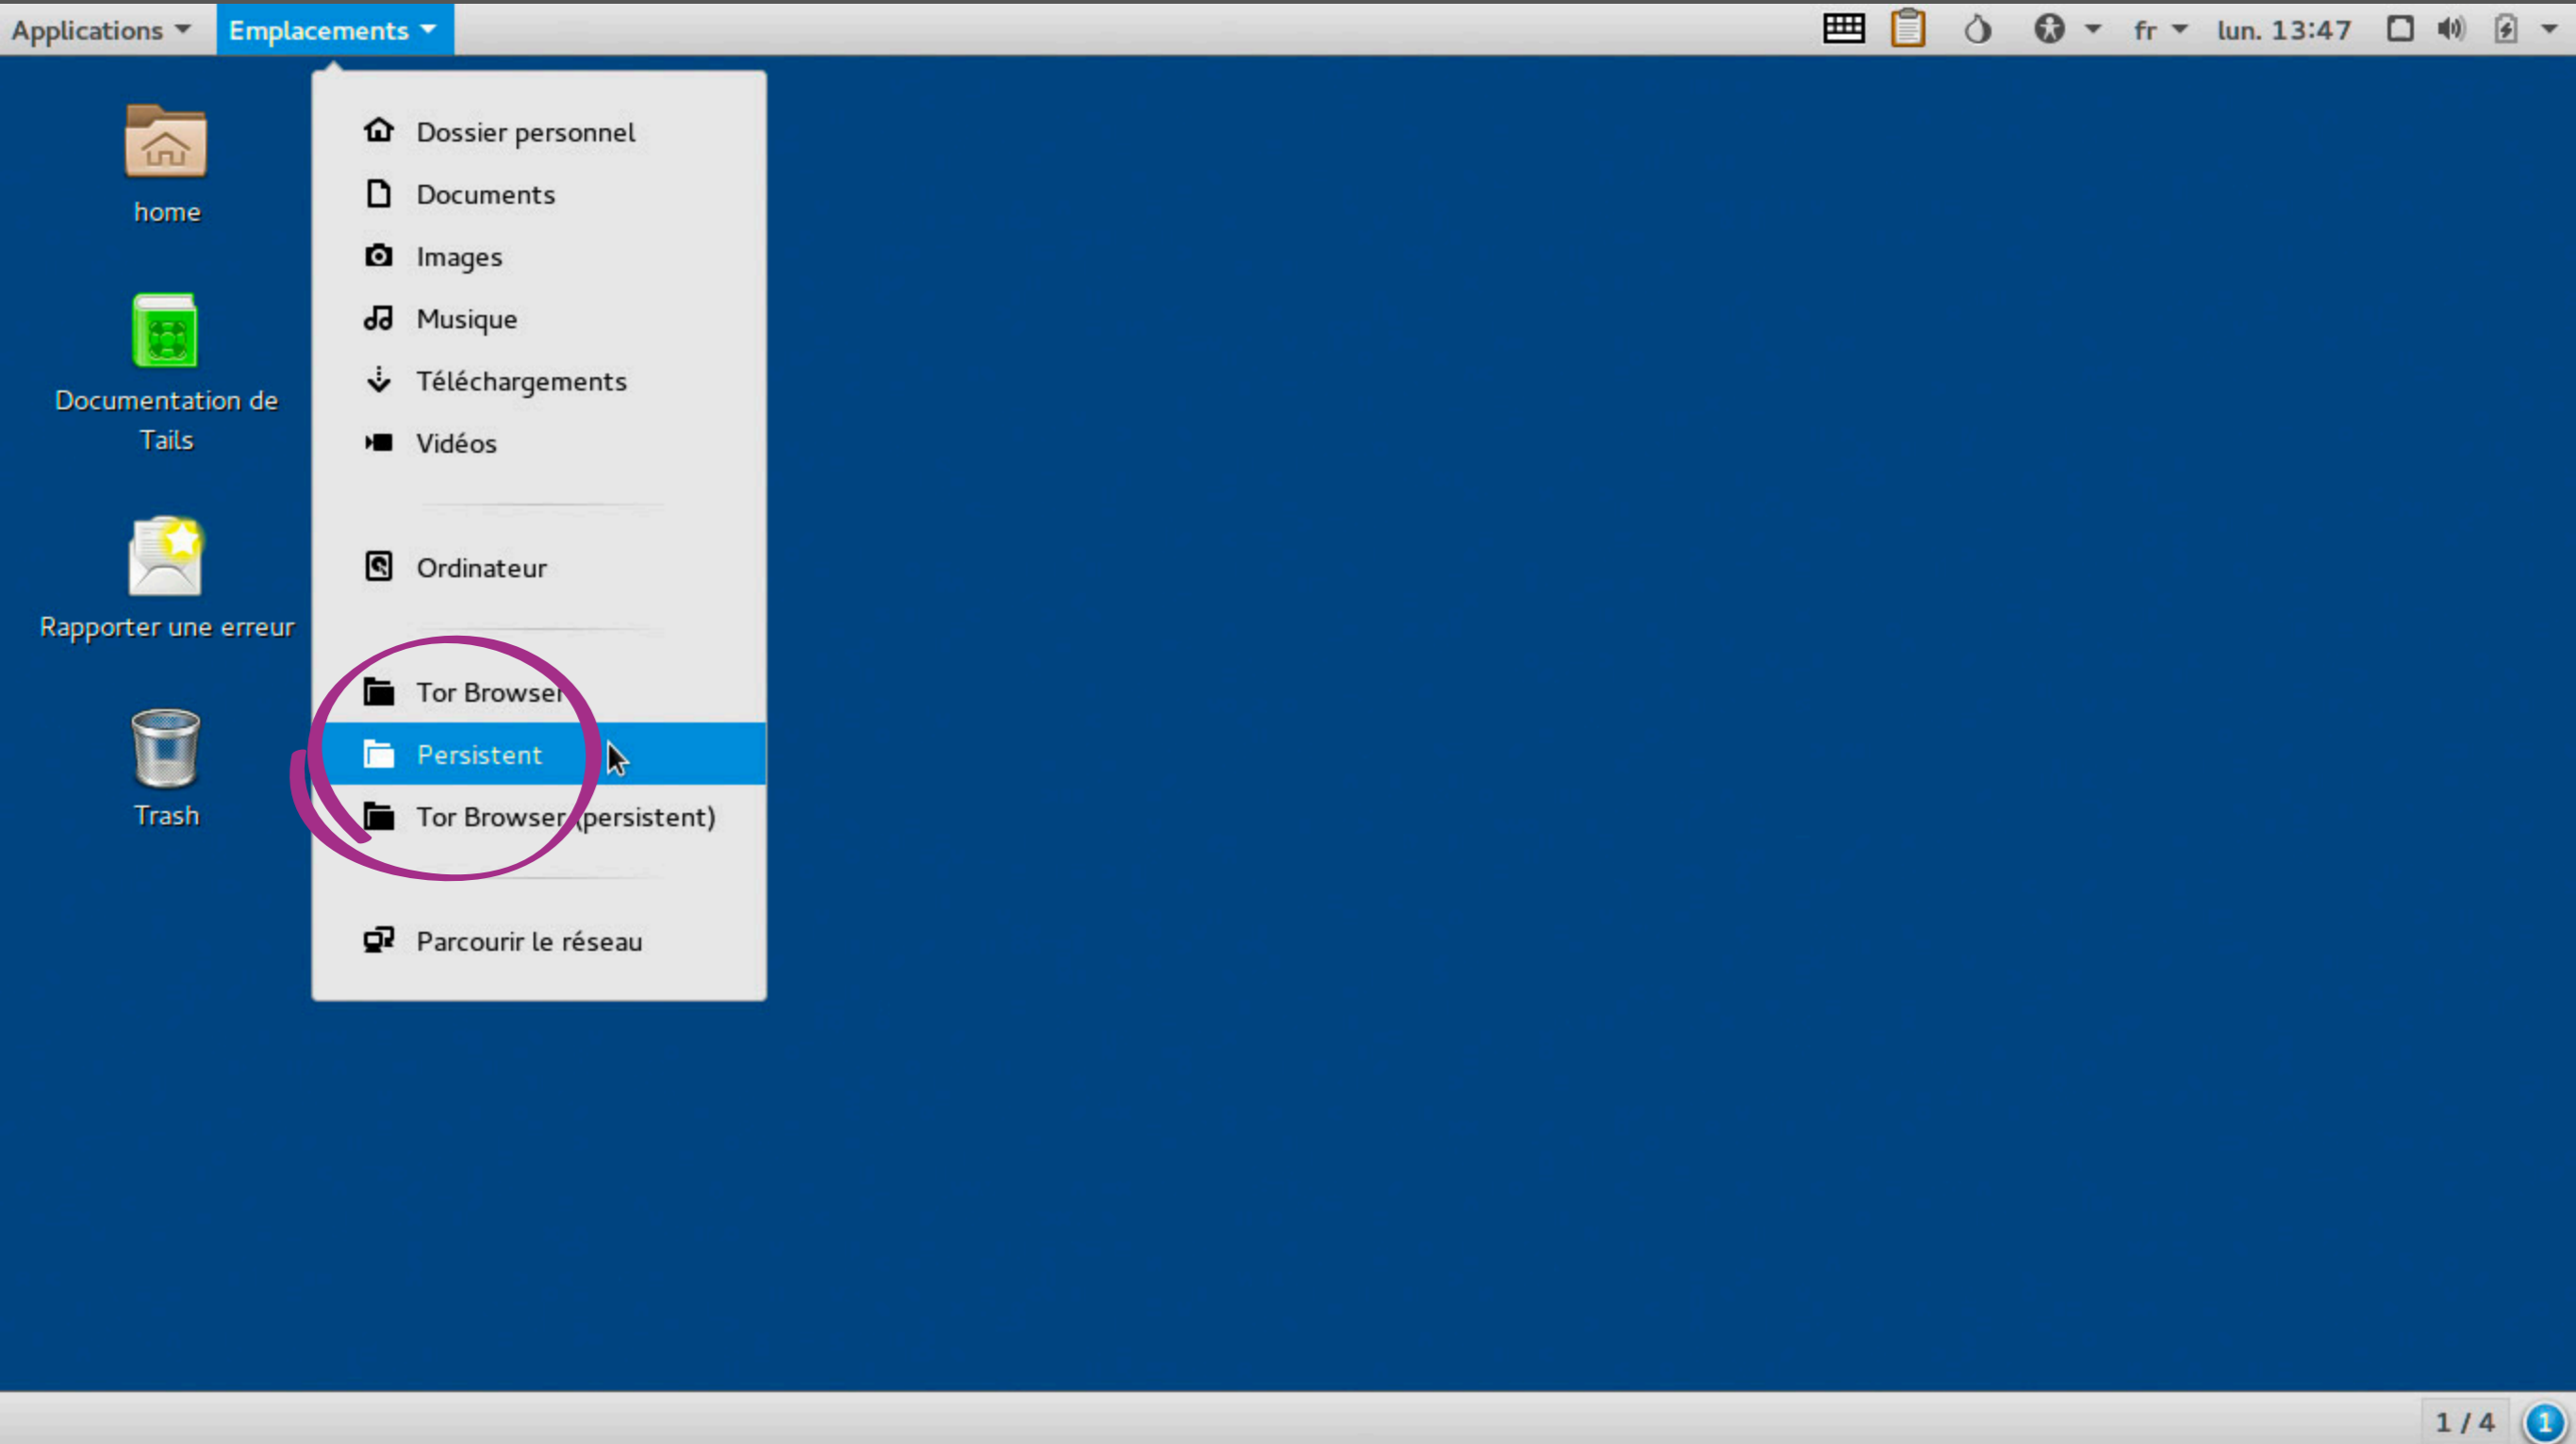 Applications
Emplacements
fr
lun. 13:47
home
Documentation de
Tails
Rapporter une erreur
Trash
Dossier personnel
Documents
Images
Musique
Téléchargements
Vidéos
Ordinateur
Tor Browser
Persistent
Tor Browser (persistent)
Parcourir le réseau
1 / 4
1